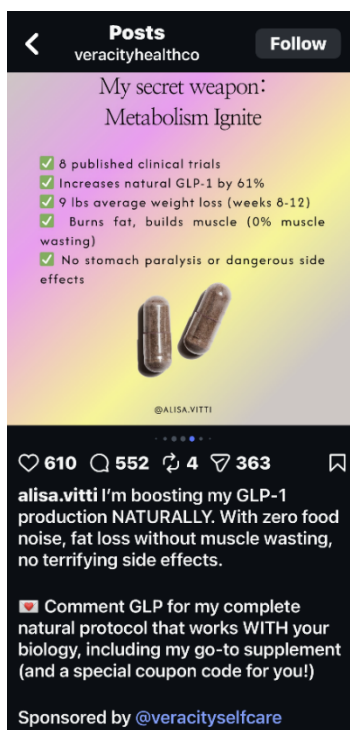 Posts
veracityhealthco
Follow
My secret weapon:
Metabolism Ignite
✅ 8 published clinical trials
✅ Increases natural GLP-1 by 61%
✅ 9 lbs average weight loss (weeks 8-12)
✅ Burns fat, builds muscle (0% muscle
wasting)
✅ No stomach paralysis or dangerous side
effects
@ALISA.VITTI
610 552 4 363
alisa.vitti I’m boosting my GLP-1
production NATURALLY. With zero food
noise, fat loss without muscle wasting,
no terrifying side effects.
💌 Comment GLP for my complete
natural protocol that works WITH your
biology, including my go-to supplement
(and a special coupon code for you!)
Sponsored by @veracityselfcare